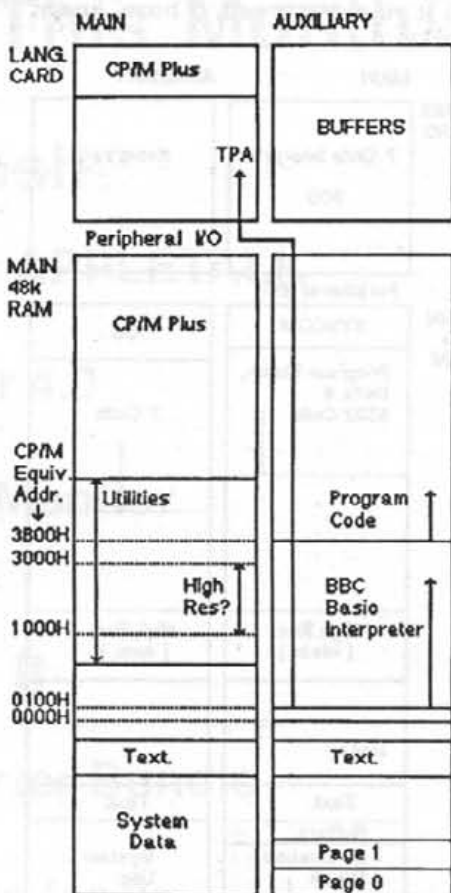 MAIN
AUXILIARY
LANG.
CARD
CP/M Plus
BUFFERS
TPA
Peripheral I/O
MAIN
48k
RAM
CP/M Plus
CP/M
Equiv
Addr.
Utilities
Program
Code
3800H
3000H
High
Res?
BBC
Basic
Interpreter
1000H
0100H
0000H
Text.
Text.
System
Data
Page 1
Page 0